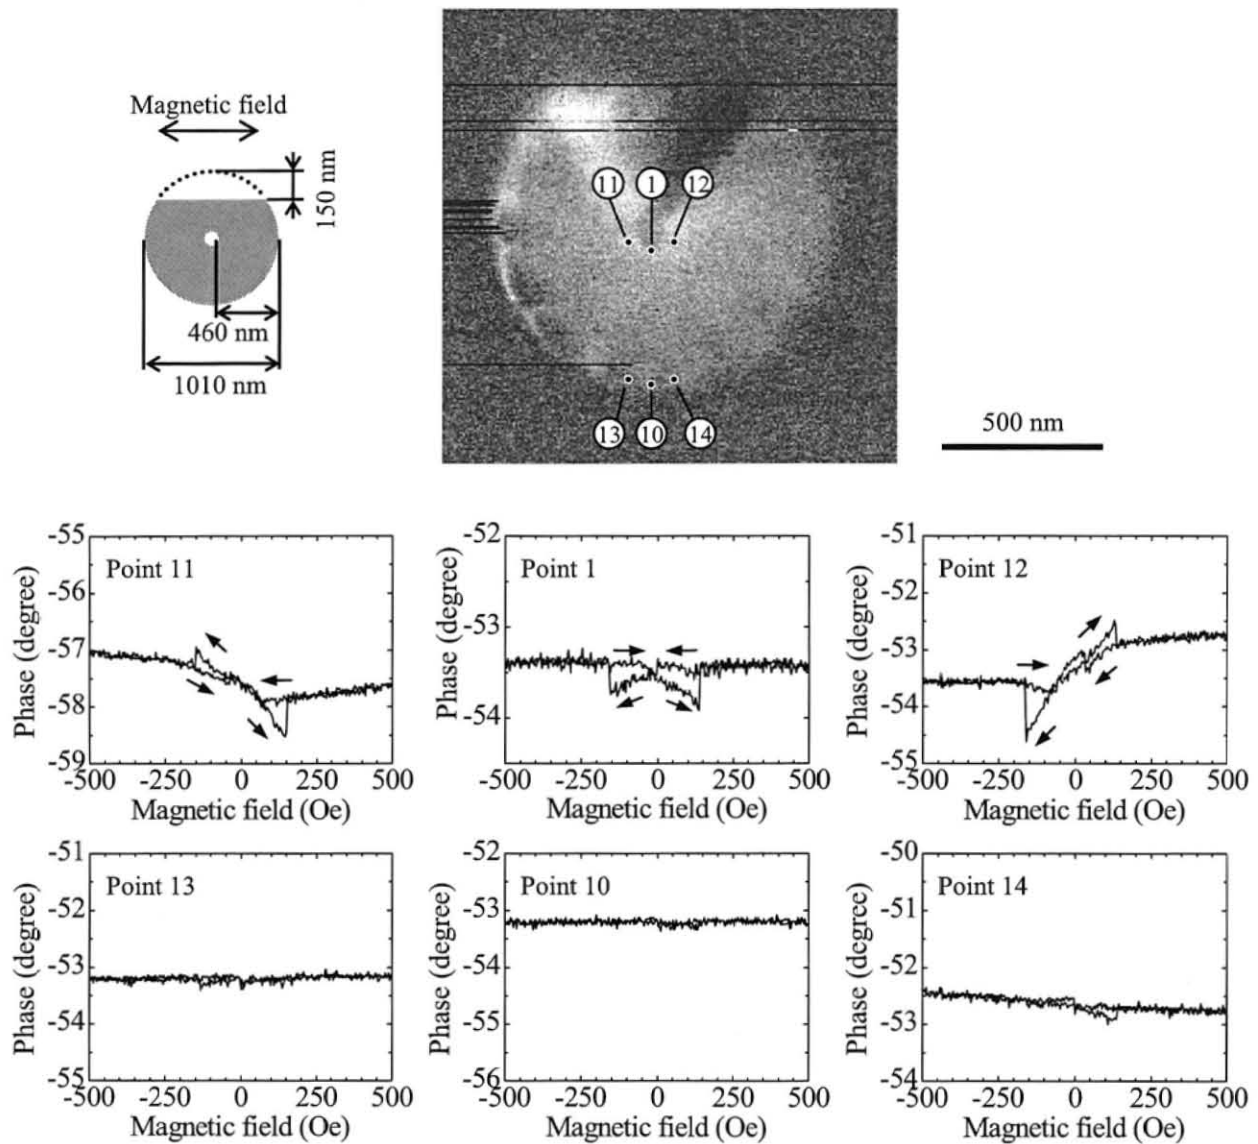 Magnetic field
150 nm
460 nm
1010 nm
11
1
12
13
10
14
500 nm
-55
-56
-57
-58
-59
Phase (degree)
Point 11
-500
-250
0
250
500
Magnetic field (Oe)
-52
-53
-54
Phase (degree)
Point 1
-500
-250
0
250
500
Magnetic field (Oe)
-51
-52
-53
-54
-55
Phase (degree)
Point 12
-500
-250
0
250
500
Magnetic field (Oe)
-51
-52
-53
-54
-55
Phase (degree)
Point 13
-500
-250
0
250
500
Magnetic field (Oe)
-52
-53
-54
-55
-56
Phase (degree)
Point 10
-500
-250
0
250
500
Magnetic field (Oe)
-50
-51
-52
-53
-54
Phase (degree)
Point 14
-500
-250
0
250
500
Magnetic field (Oe)